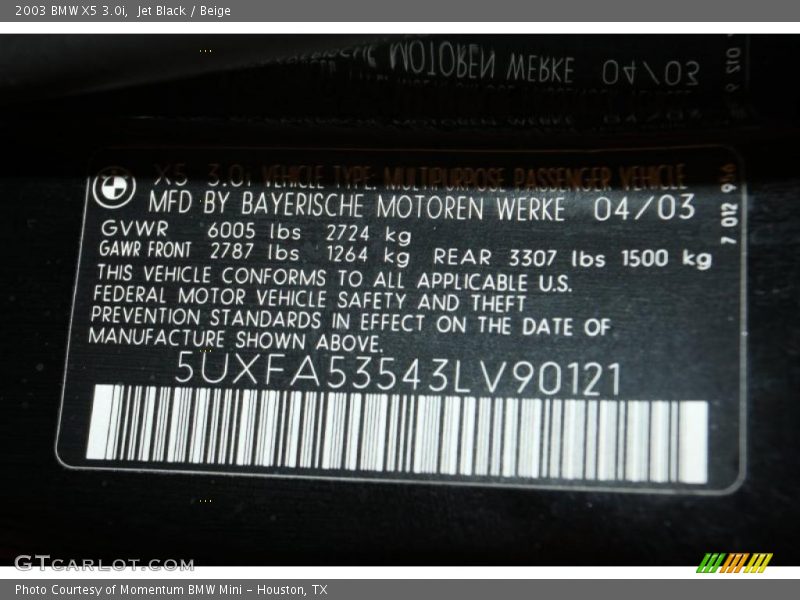 2003 BMW X5 3.0i, Jet Black / Beige
MOTOREN WERKE 04/03
X5 3.0i VEHICLE TYPE: MULTIPURPOSE PASSENGER VEHICLE
MFD BY BAYERISCHE MOTOREN WERKE 04/03
GVWR 6005 lbs 2724 kg
GAWR FRONT 2787 lbs 1264 kg REAR 3307 lbs 1500 kg
THIS VEHICLE CONFORMS TO ALL APPLICABLE U.S.
FEDERAL MOTOR VEHICLE SAFETY AND THEFT
PREVENTION STANDARDS IN EFFECT ON THE DATE OF
MANUFACTURE SHOWN ABOVE.
5UXFA53543LV90121
7 012 9
GTCARLOT.COM
Photo Courtesy of Momentum BMW Mini - Houston, TX